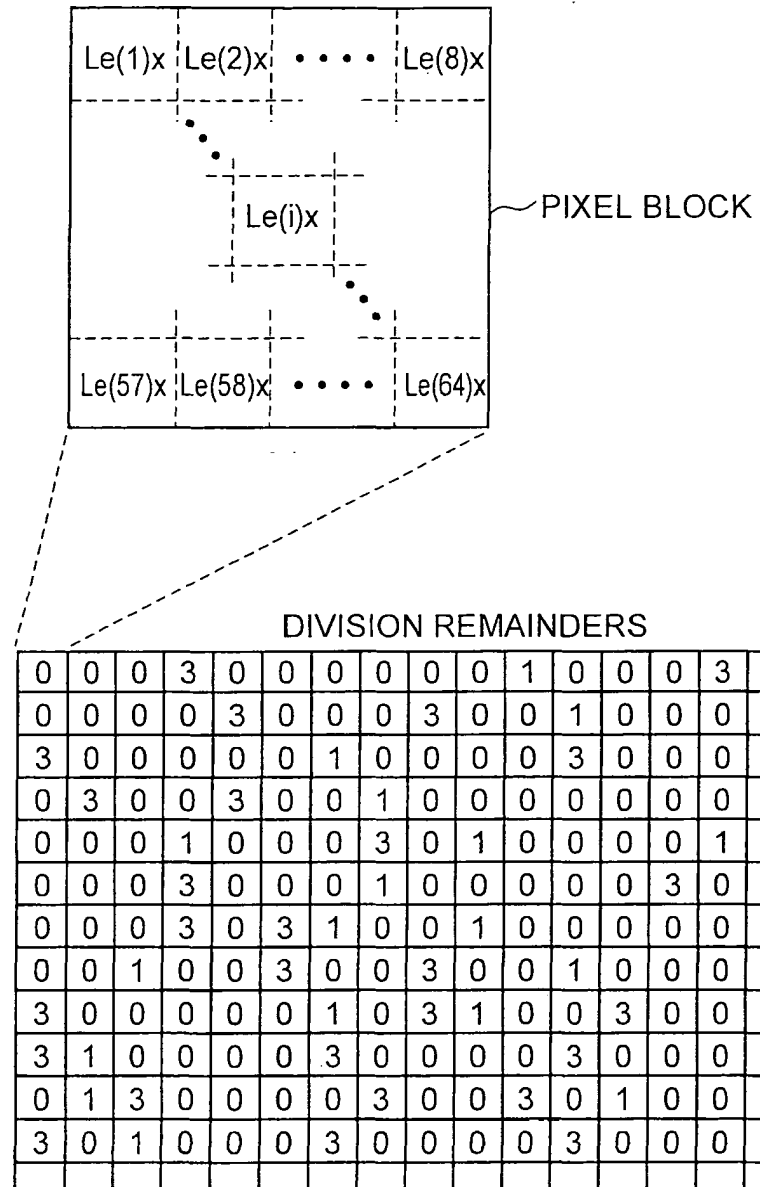 Le(1)x Le(2)x • • • • Le(8)x
Le(i)x
PIXEL BLOCK
Le(57)x Le(58)x • • • • Le(64)x
DIVISION REMAINDERS
0 0 0 3 0 0 0 0 0 0 1 0 0 0 3
0 0 0 0 3 0 0 0 3 0 0 1 0 0 0
3 0 0 0 0 0 1 0 0 0 0 3 0 0 0
0 3 0 0 3 0 0 1 0 0 0 0 0 0 0
0 0 0 1 0 0 0 3 0 1 0 0 0 0 1
0 0 0 3 0 0 0 1 0 0 0 0 0 3 0
0 0 0 3 0 3 1 0 0 1 0 0 0 0 0
0 0 1 0 0 3 0 0 3 0 0 1 0 0 0
3 0 0 0 0 0 1 0 3 1 0 0 3 0 0
3 1 0 0 0 0 3 0 0 0 0 3 0 0 0
0 1 3 0 0 0 0 3 0 0 3 0 1 0 0
3 0 1 0 0 0 3 0 0 0 0 3 0 0 0